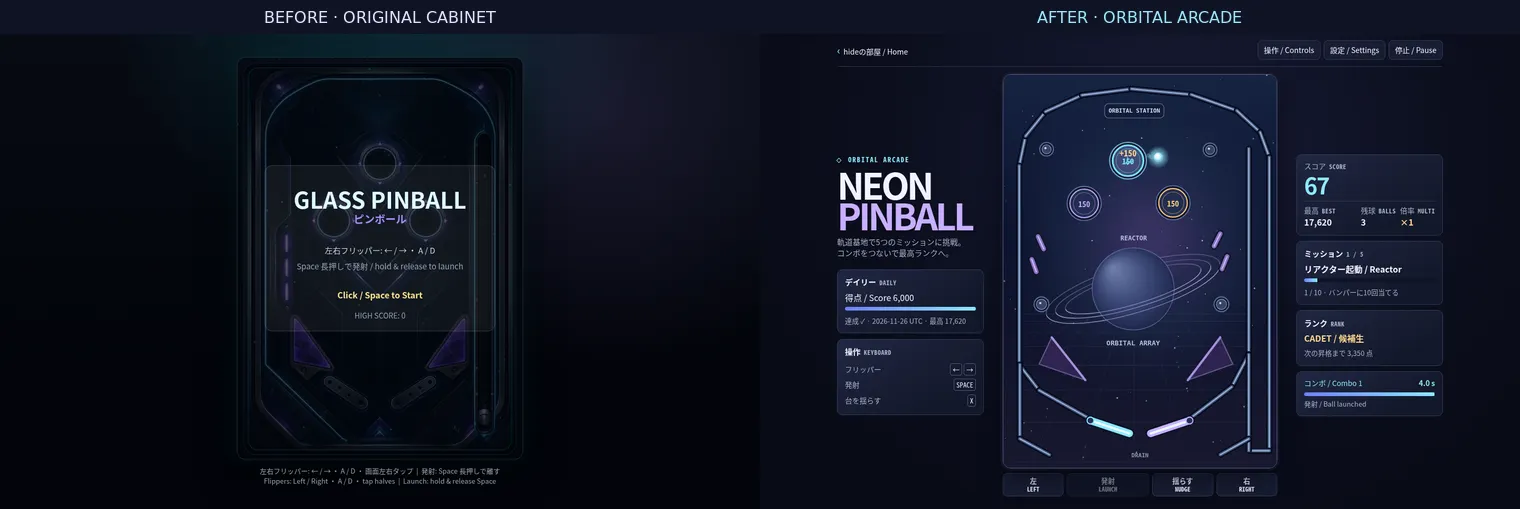 BEFORE · ORIGINAL CABINET
GLASS PINBALL
ピンボール
左右フリッパー: ← / → ・ A / D
Space 長押しで発射 / hold & release to launch
Click / Space to Start
HIGH SCORE: 0
左右フリッパー: ← / → ・ A / D ・ 画面左右タップ | 発射: Space 長押しで離す
Flippers: Left / Right ・ A / D ・ tap halves | Launch: hold & release Space
AFTER · ORBITAL ARCADE
‹ hideの部屋 / Home
操作 / Controls
設定 / Settings
停止 / Pause
◇ ORBITAL ARCADE
NEON
PINBALL
軌道基地で5つのミッションに挑戦。
コンボをつないで最高ランクへ。
デイリー DAILY
得点 / Score 6,000
達成 ✓ · 2026-11-26 UTC · 最高 17,620
操作 KEYBOARD
フリッパー ← →
発射 SPACE
台を揺らす X
ORBITAL STATION
+150
150
150
150
REACTOR
ORBITAL ARRAY
DRAIN
左
LEFT
発射
LAUNCH
揺らす
NUDGE
右
RIGHT
スコア SCORE
67
最高 BEST 残球 BALLS 倍率 MULTI
17,620 3 ×1
ミッション 1 / 5
リアクター起動 / Reactor
1 / 10 · バンパーに10回当てる
ランク RANK
CADET / 候補生
次の昇格まで 3,350 点
コンボ / Combo 1 4.0 s
発射 / Ball launched